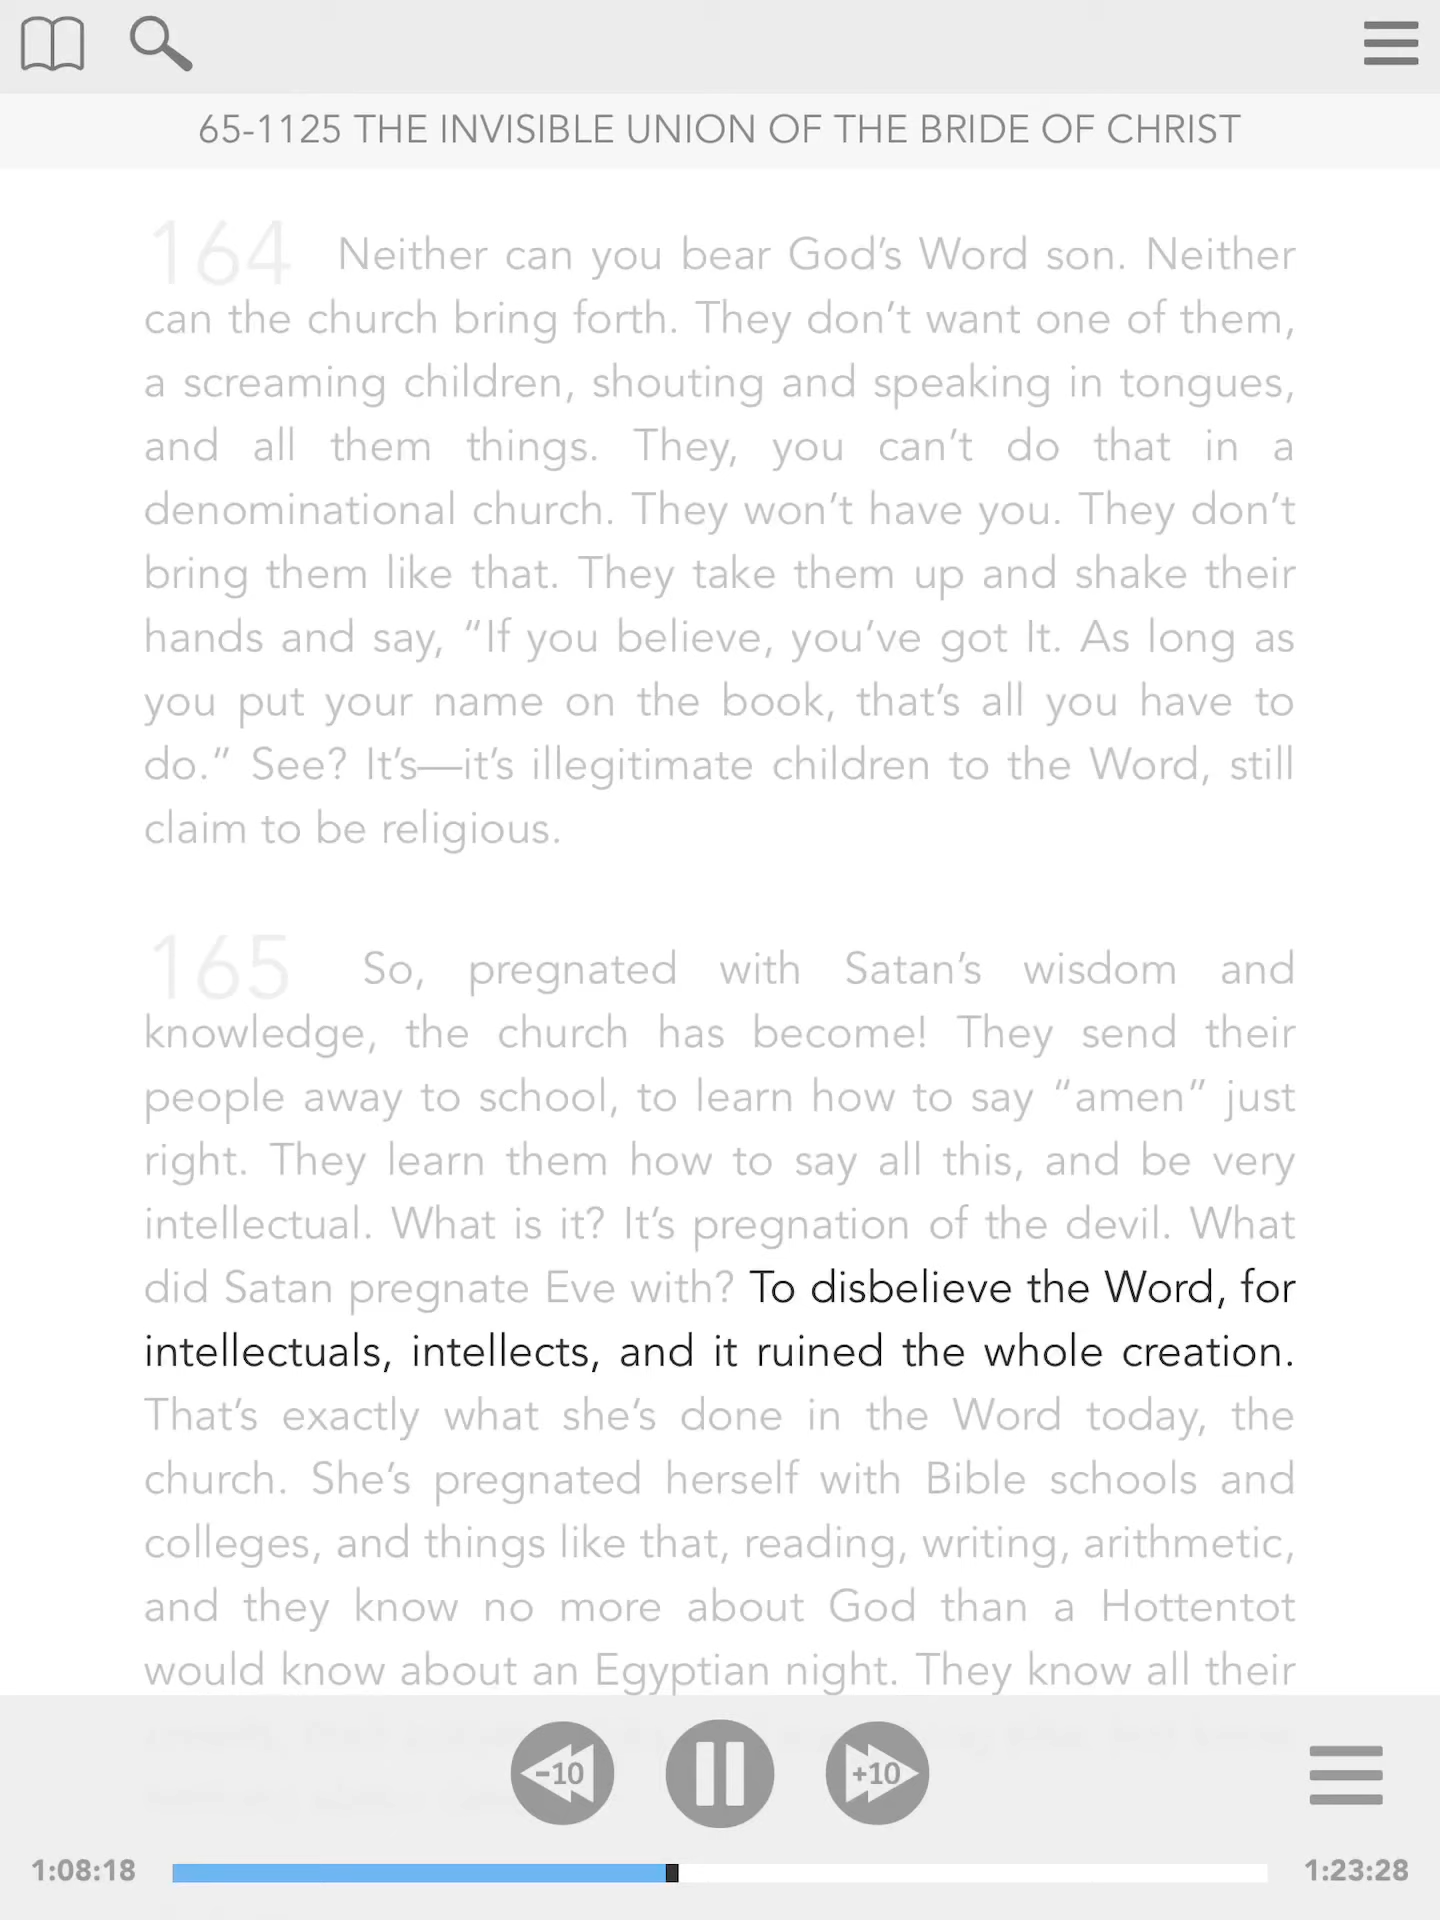 65-1125 THE INVISIBLE UNION OF THE BRIDE OF CHRIST
164 Neither can you bear God’s Word son. Neither
can the church bring forth. They don’t want one of them,
a screaming children, shouting and speaking in tongues,
and all them things. They, you can’t do that in a
denominational church. They won’t have you. They don’t
bring them like that. They take them up and shake their
hands and say, “If you believe, you’ve got It. As long as
you put your name on the book, that’s all you have to
do.” See? It’s—it’s illegitimate children to the Word, still
claim to be religious.
165 So, pregnated with Satan’s wisdom and
knowledge, the church has become! They send their
people away to school, to learn how to say “amen” just
right. They learn them how to say all this, and be very
intellectual. What is it? It’s pregnation of the devil. What
did Satan pregnate Eve with? To disbelieve the Word, for
intellectuals, intellects, and it ruined the whole creation.
That’s exactly what she’s done in the Word today, the
church. She’s pregnated herself with Bible schools and
colleges, and things like that, reading, writing, arithmetic,
and they know no more about God than a Hottentot
would know about an Egyptian night. They know all their
-10 +10
1:08:18 1:23:28